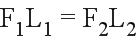 F₁L₁ = F₂L₂